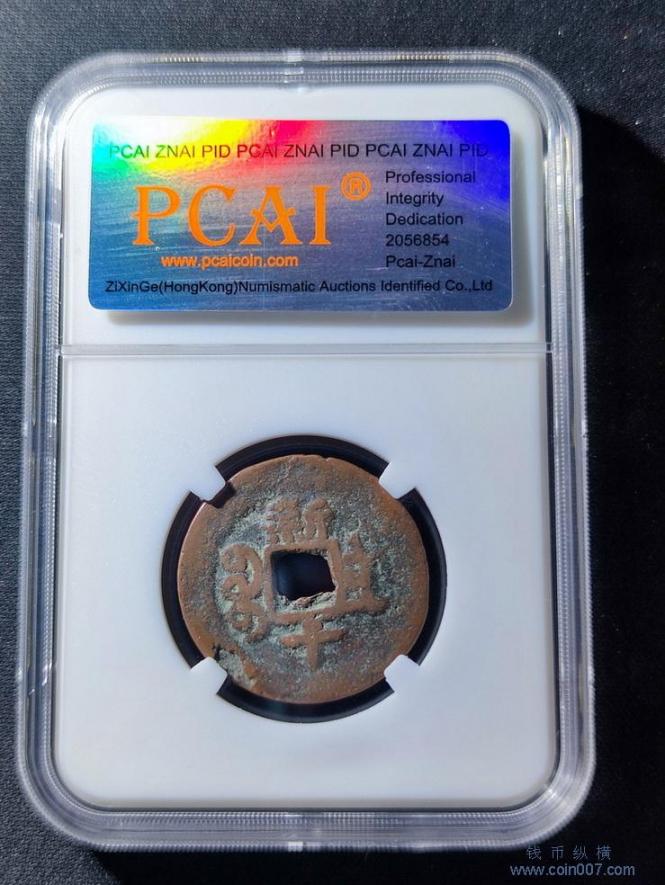 PCAI ZNAI PID PCAI ZNAI PID PCAI ZNAI PID
PCAI®
Professional
Integrity
Dedication
2056854
www.pcaicoin.com
Pcai-Znai
ZiXinGe(HongKong)Numismatic Auctions Identified Co.,Ltd
新
十
钱币纵横
www.coin007.com